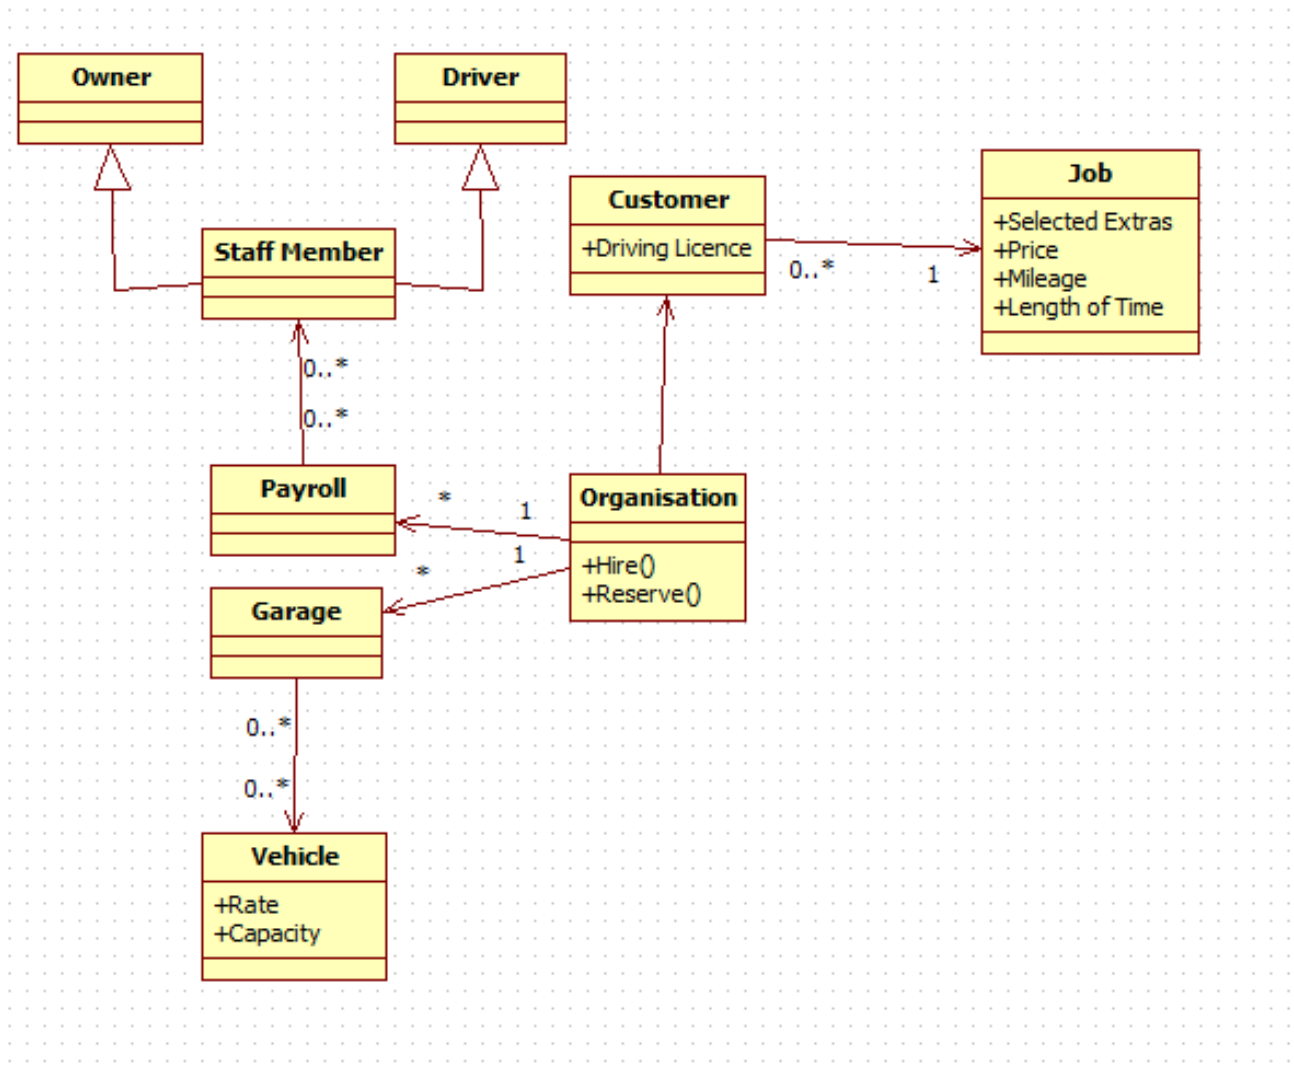 Owner
Driver
Staff Member
Customer
+Driving Licence
0..*
1
Job
+Selected Extras
+Price
+Mileage
+Length of Time
0..*
0..*
Payroll
*
1
Organisation
+Hire()
+Reserve()
*
1
Garage
0..*
0..*
Vehicle
+Rate
+Capacity